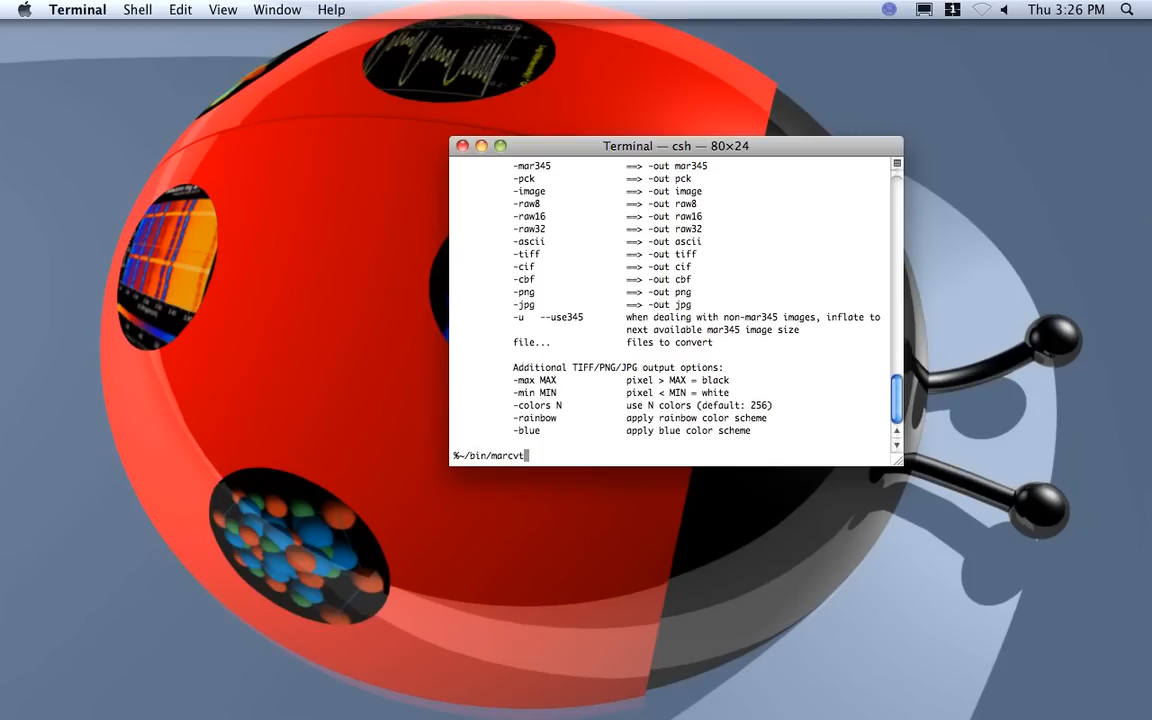 Terminal Shell Edit View Window Help Thu 3:26 PM
Terminal — csh — 80×24
-mar345 ==> -out mar345
-pck ==> -out pck
-image ==> -out image
-raw8 ==> -out raw8
-raw16 ==> -out raw16
-raw32 ==> -out raw32
-ascii ==> -out ascii
-tiff ==> -out tiff
-cif ==> -out cif
-cbf ==> -out cbf
-png ==> -out png
-jpg ==> -out jpg
-u --use345 when dealing with non-mar345 images, inflate to
next available mar345 image size
file... files to convert
Additional TIFF/PNG/JPG output options:
-max MAX pixel > MAX = black
-min MIN pixel < MIN = white
-colors N use N colors (default: 256)
-rainbow apply rainbow color scheme
-blue apply blue color scheme
%~/bin/marcvt